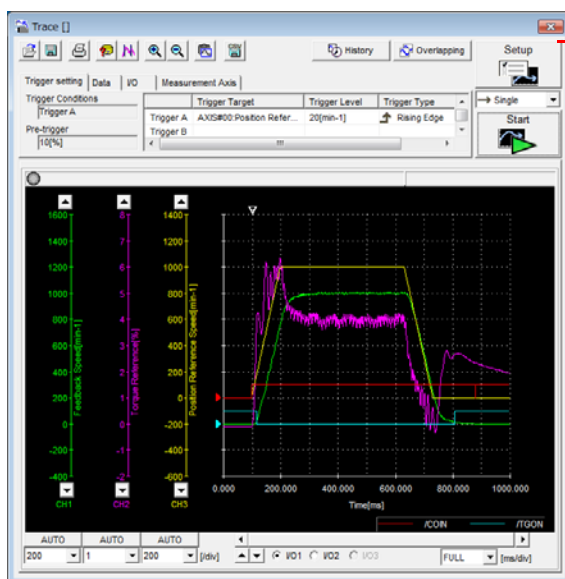 Trace []
History
Overlapping
Setup
Trigger setting
Data
I/O
Measurement Axis
Single
Trigger Conditions
Trigger A
Pre-trigger
10[%]
Trigger Target
Trigger Level
Trigger Type
Trigger A
AXIS#00:Position Refer...
20[min-1]
Rising Edge
Trigger B
Start
1600
1400
1200
1000
800
600
400
200
0
-200
-400
Feedback Speed[min-1]
CH1
8
7
6
5
4
3
2
1
0
-1
-2
Torque Reference[%]
CH2
1400
1200
1000
800
600
400
200
0
-200
-400
-600
Position Reference Speed[min-1]
CH3
0.000
200.000
400.000
600.000
800.000
1000.000
Time[ms]
/COIN
/TGON
AUTO
AUTO
AUTO
200
1
200
[/div]
I/O1
I/O2
I/O3
FULL
[ms/div]